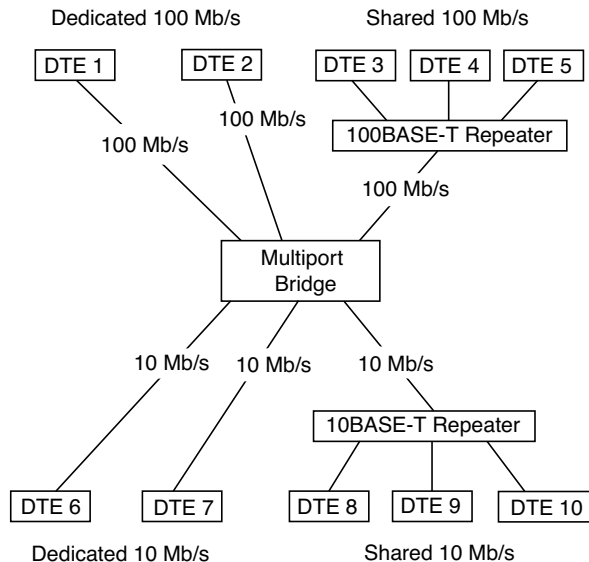 Dedicated 100 Mb/s
Shared 100 Mb/s
DTE 1
DTE 2
DTE 3
DTE 4
DTE 5
100 Mb/s
100 Mb/s
100BASE-T Repeater
100 Mb/s
Multiport
Bridge
10 Mb/s
10 Mb/s
10 Mb/s
10BASE-T Repeater
DTE 6
DTE 7
DTE 8
DTE 9
DTE 10
Dedicated 10 Mb/s
Shared 10 Mb/s